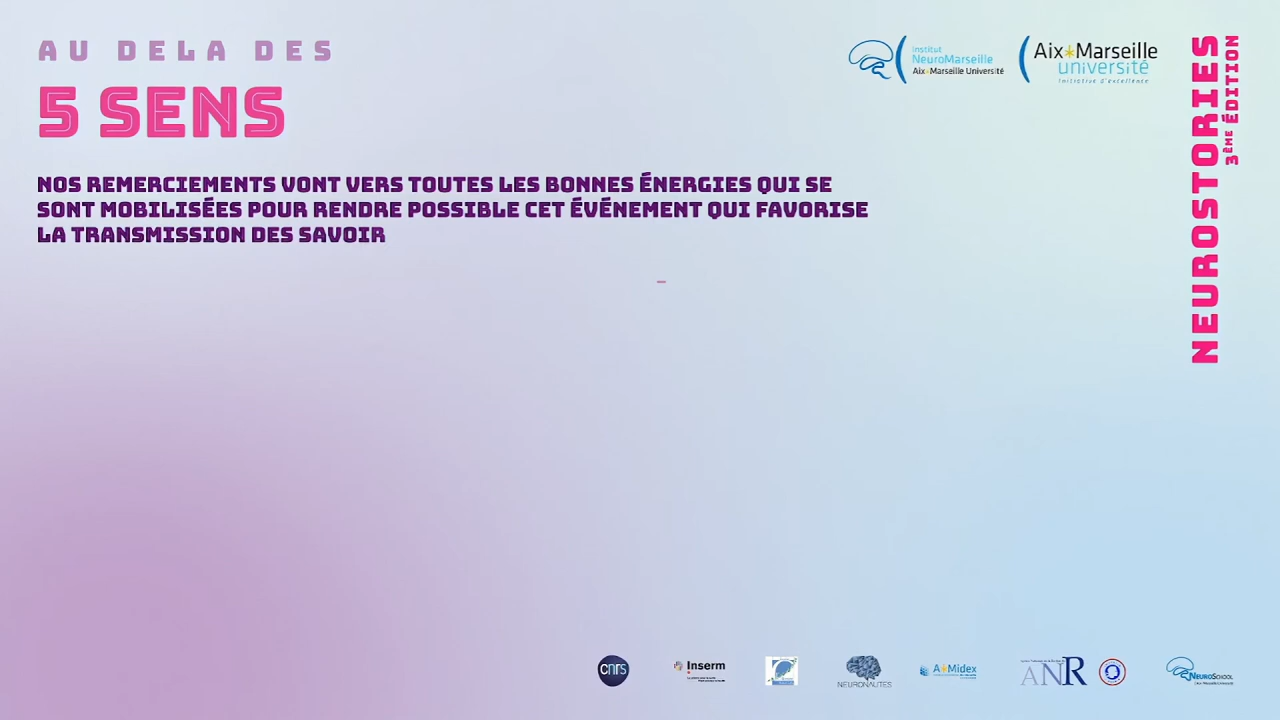 AU DELA DES
5 SENS
NOS REMERCIEMENTS VONT VERS TOUTES LES BONNES ÉNERGIES QUI SE
SONT MOBILISÉES POUR RENDRE POSSIBLE CET ÉVÉNEMENT QUI FAVORISE
LA TRANSMISSION DES SAVOIR
Institut
NeuroMarseille
Aix*Marseille Université
Aix*Marseille
université
Initiative d'excellence
NEUROSTORIES
3ÈME ÉDITION
cnrs
Inserm
NEURONAUTES
A*Midex
ANR
NEUROSCHOOL